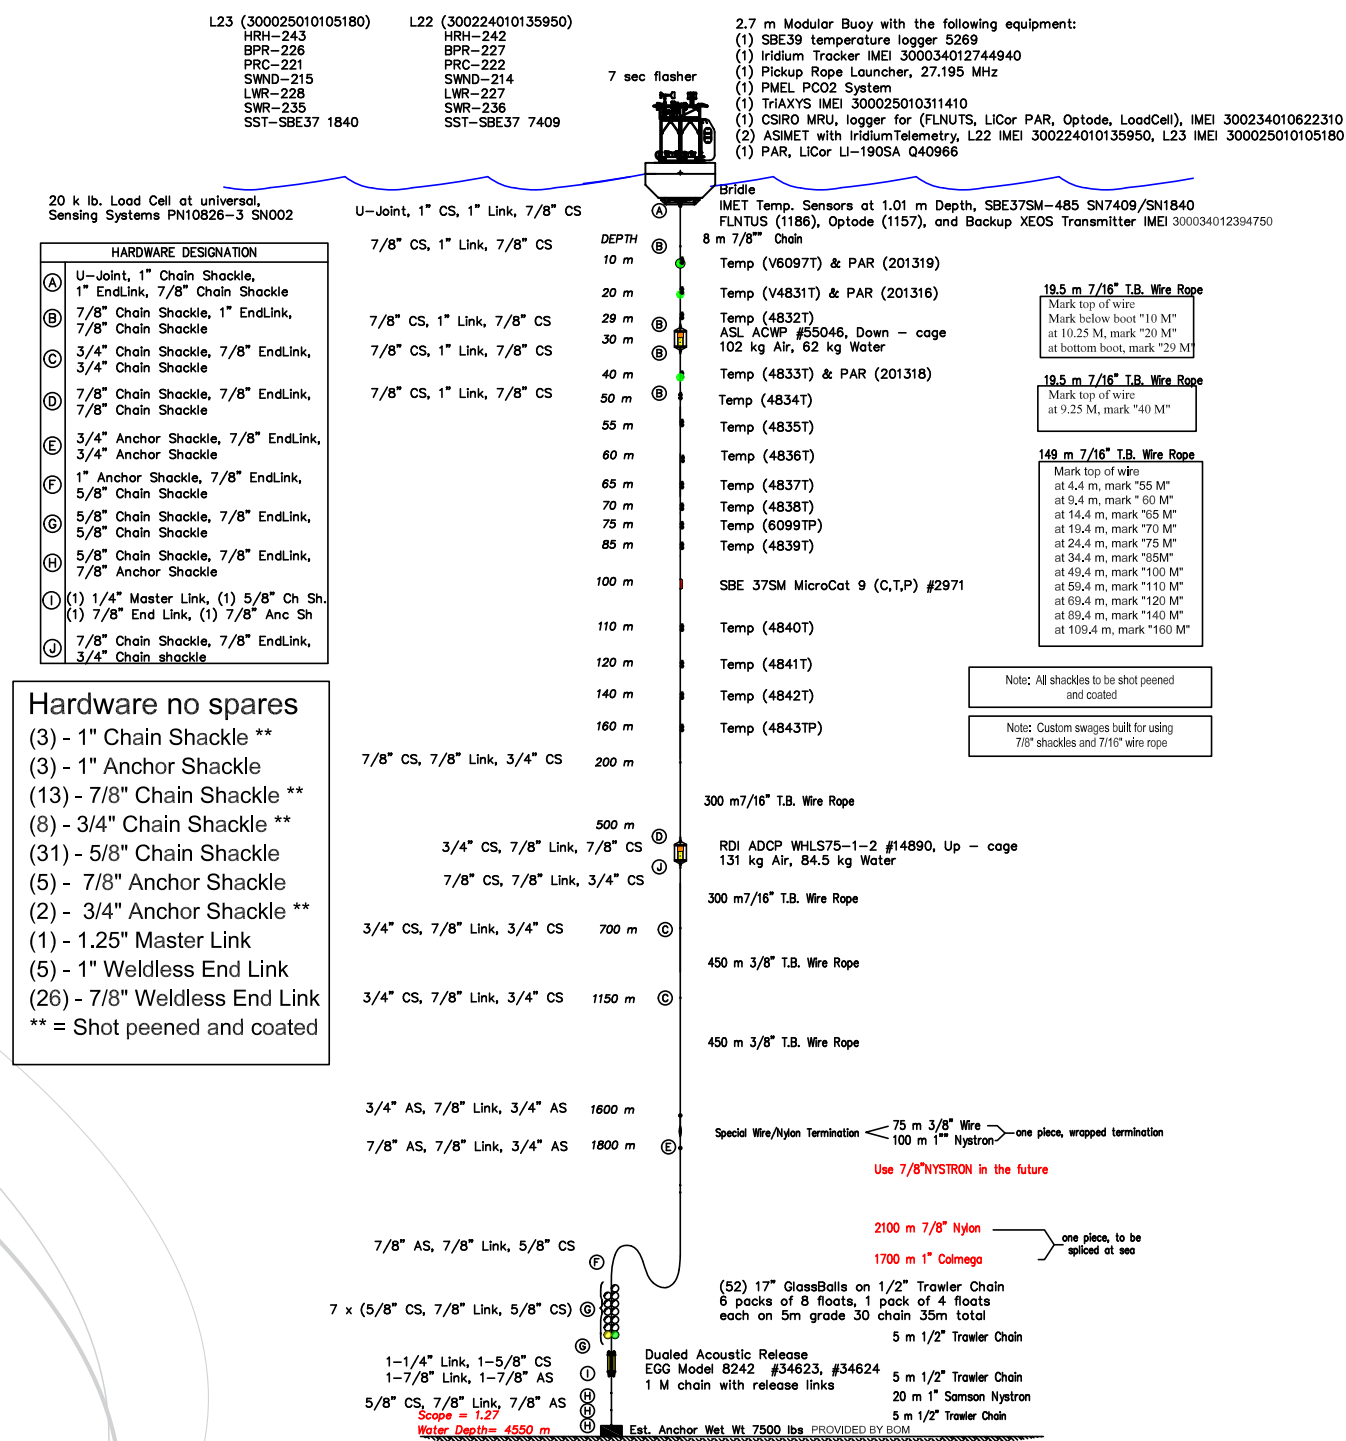 L23 (300025010105180)
HRH-243
BPR-226
PRC-221
SWND-215
LWR-228
SWR-235
SST-SBE37 1840
L22 (300224010135950)
HRH-242
BPR-227
PRC-222
SWND-214
LWR-227
SWR-236
SST-SBE37 7409
7 sec flasher
2.7 m Modular Buoy with the following equipment:
(1) SBE39 temperature logger 5269
(1) Iridium Tracker IMEI 300034012744940
(1) Pickup Rope Launcher, 27.195 MHz
(1) PMEL PCO2 System
(1) TriAXYS IMEI 300025010311410
(1) CSIRO MRU, logger for (FLNUTS, LiCor PAR, Optode, LoadCell), IMEI 300234010622310
(2) ASIMET with IridiumTelemetry, L22 IMEI 300224010135950, L23 IMEI 300025010105180
(1) PAR, LiCor LI-190SA Q40966
20 k lb. Load Cell at universal,
Sensing Systems PN10826-3 SN002
U-Joint, 1" CS, 1" Link, 7/8" CS
A
Bridle
IMET Temp. Sensors at 1.01 m Depth, SBE37SM-485 SN7409/SN1840
FLNTUS (1186), Optode (1157), and Backup XEOS Transmitter IMEI 300034012394750
HARDWARE DESIGNATION
A U-Joint, 1" Chain Shackle,
1" EndLink, 7/8" Chain Shackle
B 7/8" Chain Shackle, 1" EndLink,
7/8" Chain Shackle
C 3/4" Chain Shackle, 7/8" EndLink,
3/4" Chain Shackle
D 7/8" Chain Shackle, 7/8" EndLink,
7/8" Chain Shackle
E 3/4" Anchor Shackle, 7/8" EndLink,
3/4" Anchor Shackle
F 1" Anchor Shackle, 7/8" EndLink,
5/8" Chain Shackle
G 5/8" Chain Shackle, 7/8" EndLink,
5/8" Chain Shackle
H 5/8" Chain Shackle, 7/8" EndLink,
7/8" Anchor Shackle
I (1) 1/4" Master Link, (1) 5/8" Ch Sh.
(1) 7/8" End Link, (1) 7/8" Anc Sh
J 7/8" Chain Shackle, 7/8" EndLink,
3/4" Chain shackle
Hardware no spares
(3) - 1" Chain Shackle **
(3) - 1" Anchor Shackle
(13) - 7/8" Chain Shackle **
(8) - 3/4" Chain Shackle **
(31) - 5/8" Chain Shackle
(5) - 7/8" Anchor Shackle
(2) - 3/4" Anchor Shackle **
(1) - 1.25" Master Link
(5) - 1" Weldless End Link
(26) - 7/8" Weldless End Link
** = Shot peened and coated
7/8" CS, 1" Link, 7/8" CS
DEPTH
B
8 m 7/8"" Chain
10 m
Temp (V6097T) & PAR (201319)
20 m
Temp (V4831T) & PAR (201316)
7/8" CS, 1" Link, 7/8" CS
29 m
B
Temp (4832T)
30 m
ASL ACWP #55046, Down - cage
102 kg Air, 62 kg Water
7/8" CS, 1" Link, 7/8" CS
B
40 m
Temp (4833T) & PAR (201318)
7/8" CS, 1" Link, 7/8" CS
B
50 m
Temp (4834T)
55 m
Temp (4835T)
60 m
Temp (4836T)
65 m
Temp (4837T)
70 m
Temp (4838T)
75 m
Temp (6099TP)
85 m
Temp (4839T)
100 m
SBE 37SM MicroCat 9 (C,T,P) #2971
110 m
Temp (4840T)
120 m
Temp (4841T)
140 m
Temp (4842T)
160 m
Temp (4843TP)
19.5 m 7/16" T.B. Wire Rope
Mark top of wire
Mark below boot "10 M"
at 10.25 M, mark "20 M"
at bottom boot, mark "29 M"
19.5 m 7/16" T.B. Wire Rope
Mark top of wire
at 9.25 M, mark "40 M"
149 m 7/16" T.B. Wire Rope
Mark top of wire
at 4.4 m, mark "55 M"
at 9.4 m, mark " 60 M"
at 14.4 m, mark "65 M"
at 19.4 m, mark "70 M"
at 24.4 m, mark "75 M"
at 34.4 m, mark "85M"
at 49.4 m, mark "100 M"
at 59.4 m, mark "110 M"
at 69.4 m, mark "120 M"
at 89.4 m, mark "140 M"
at 109.4 m, mark "160 M"
Note: All shackles to be shot peened
and coated
Note: Custom swages built for using
7/8" shackles and 7/16" wire rope
7/8" CS, 7/8" Link, 3/4" CS
200 m
300 m7/16" T.B. Wire Rope
500 m
D
3/4" CS, 7/8" Link, 7/8" CS
RDI ADCP WHLS75-1-2 #14890, Up - cage
131 kg Air, 84.5 kg Water
J
7/8" CS, 7/8" Link, 3/4" CS
300 m7/16" T.B. Wire Rope
3/4" CS, 7/8" Link, 3/4" CS
700 m
C
450 m 3/8" T.B. Wire Rope
3/4" CS, 7/8" Link, 3/4" CS
1150 m
C
450 m 3/8" T.B. Wire Rope
3/4" AS, 7/8" Link, 3/4" AS
1600 m
Special Wire/Nylon Termination
75 m 3/8" Wire
100 m 1"" Nystron
one piece, wrapped termination
7/8" AS, 7/8" Link, 3/4" AS
1800 m
E
Use 7/8"NYSTRON in the future
2100 m 7/8" Nylon
1700 m 1" Colmega
one piece, to be
spliced at sea
7/8" AS, 7/8" Link, 5/8" CS
F
(52) 17" GlassBalls on 1/2" Trawler Chain
6 packs of 8 floats, 1 pack of 4 floats
each on 5m grade 30 chain 35m total
7 x (5/8" CS, 7/8" Link, 5/8" CS)
G
5 m 1/2" Trawler Chain
G
Dualed Acoustic Release
EGG Model 8242 #34623, #34624
1 M chain with release links
1-1/4" Link, 1-5/8" CS
1-7/8" Link, 1-7/8" AS
I
5 m 1/2" Trawler Chain
20 m 1" Samson Nystron
5 m 1/2" Trawler Chain
5/8" CS, 7/8" Link, 7/8" AS
H
H
H
Scope = 1.27
Water Depth= 4550 m
Est. Anchor Wet Wt 7500 lbs PROVIDED BY BOM